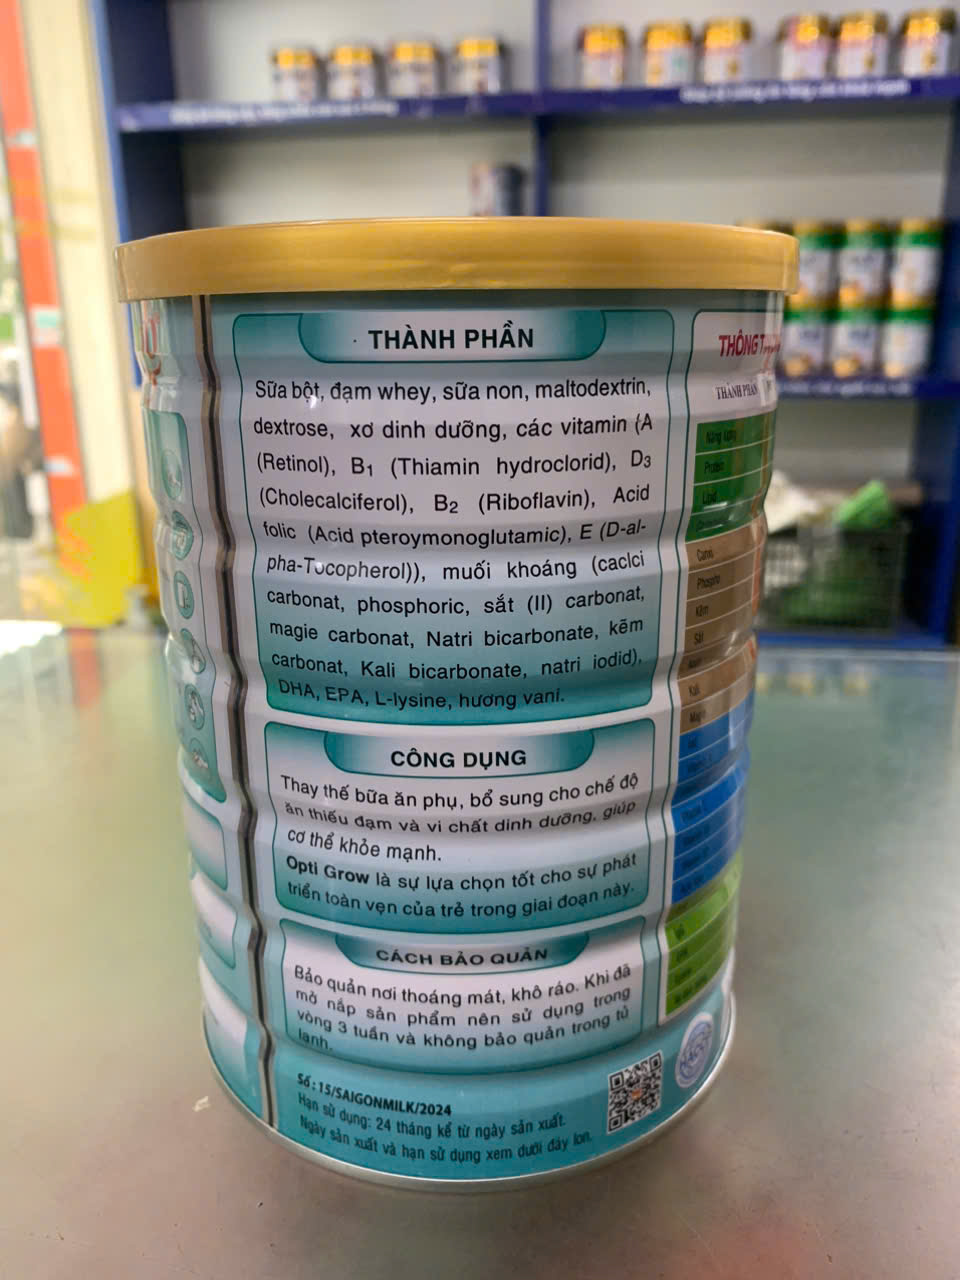 THÀNH PHẦN
Sữa bột, đạm whey, sữa non, maltodextrin,
dextrose, xơ dinh dưỡng, các vitamin (A
(Retinol), B1 (Thiamin hydroclorid), D3
(Cholecalciferol), B2 (Riboflavin), Acid
folic (Acid pteroymonoglutamic), E (D-al-
pha-Tocopherol)), muối khoáng (caclci
carbonat, phosphoric, sắt (II) carbonat,
magie carbonat, Natri bicarbonate, kẽm
carbonat, Kali bicarbonate, natri iodid),
DHA, EPA, L-lysine, hương vani.
CÔNG DỤNG
Thay thế bữa ăn phụ, bổ sung cho chế độ
ăn thiếu đạm và vi chất dinh dưỡng, giúp
cơ thể khỏe mạnh.
Opti Grow là sự lựa chọn tốt cho sự phát
triển toàn vẹn của trẻ trong giai đoạn này.
CÁCH BẢO QUẢN
Bảo quản nơi thoáng mát, khô ráo. Khi đã
mở nắp sản phẩm nên sử dụng trong
vòng 3 tuần và không bảo quản trong tủ
lạnh.
Số: 15/SAIGONMILK/2024
Hạn sử dụng: 24 tháng kể từ ngày sản xuất.
Ngày sản xuất và hạn sử dụng xem dưới đáy lon.
THÔNG
THÀNH PHẦN
Năng lượng
Protein
Lipid
Canxi
Phospho
Kẽm
Sắt
Kali
Magie